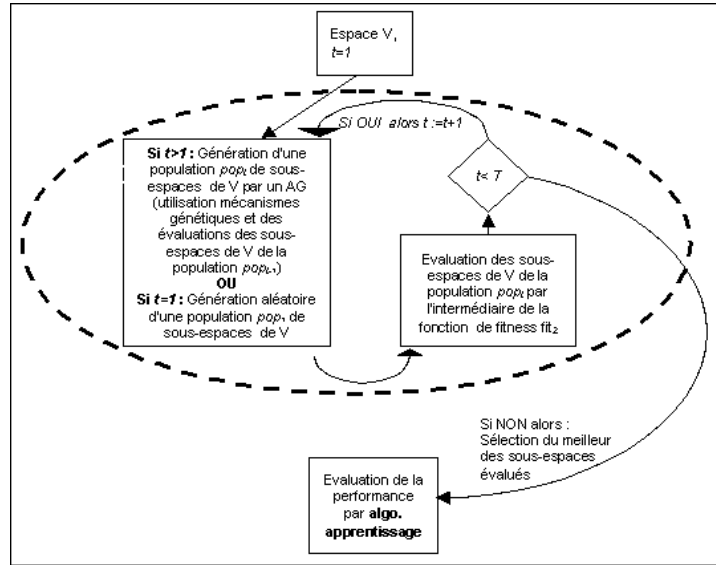 Espace V,
t=1
Si OUI alors t :=t+1
Si t>1 : Génération d'une
population popt de sous-
espaces de V par un AG
(utilisation mécanismes
génétiques et des
évaluations des sous-
espaces de V de la
population popt-1)
OU
Si t=1 : Génération aléatoire
d'une population pop1 de
sous-espaces de V
t< T
Evaluation des sous-
espaces de V de la
population popt par
l'intermédiaire de la
fonction de fitness fit2
Si NON alors :
Sélection du meilleur
des sous-espaces
évalués
Evaluation de la
performance
par algo.
apprentissage